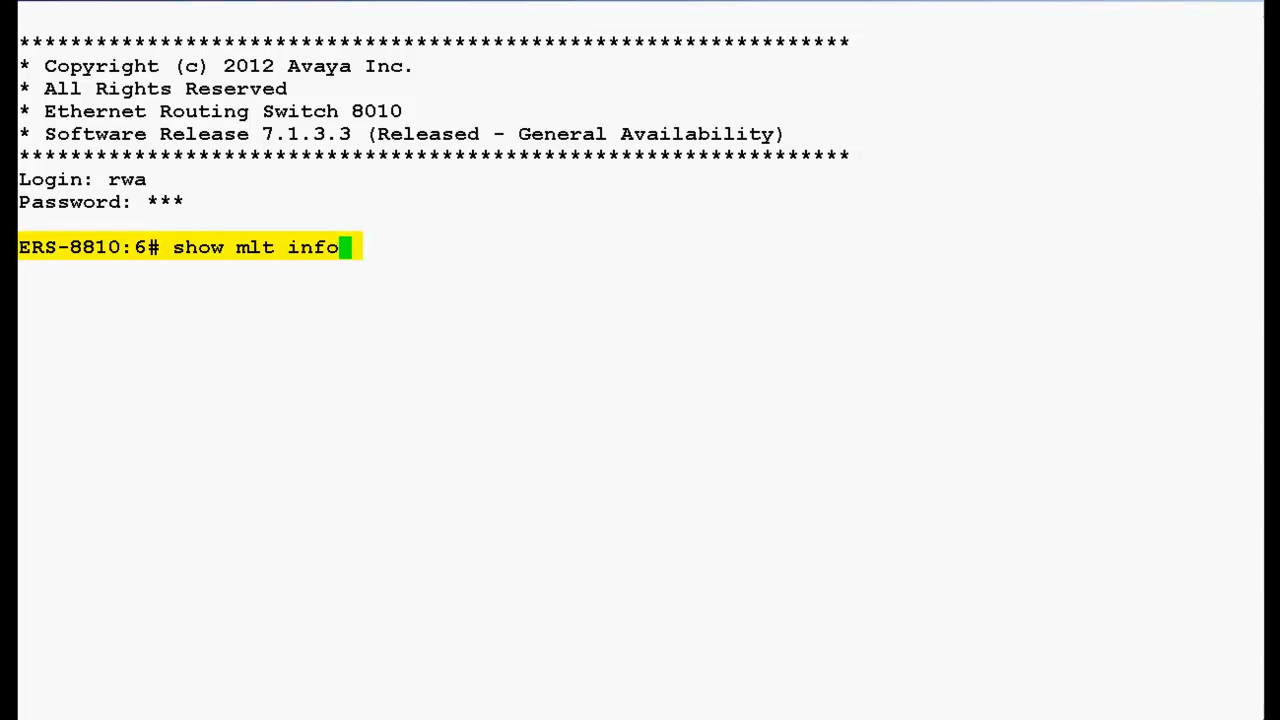 *****************************************************************
* Copyright (c) 2012 Avaya Inc.
* All Rights Reserved
* Ethernet Routing Switch 8010
* Software Release 7.1.3.3 (Released - General Availability)
*****************************************************************
Login: rwa
Password: ***
ERS-8810:6# show mlt info